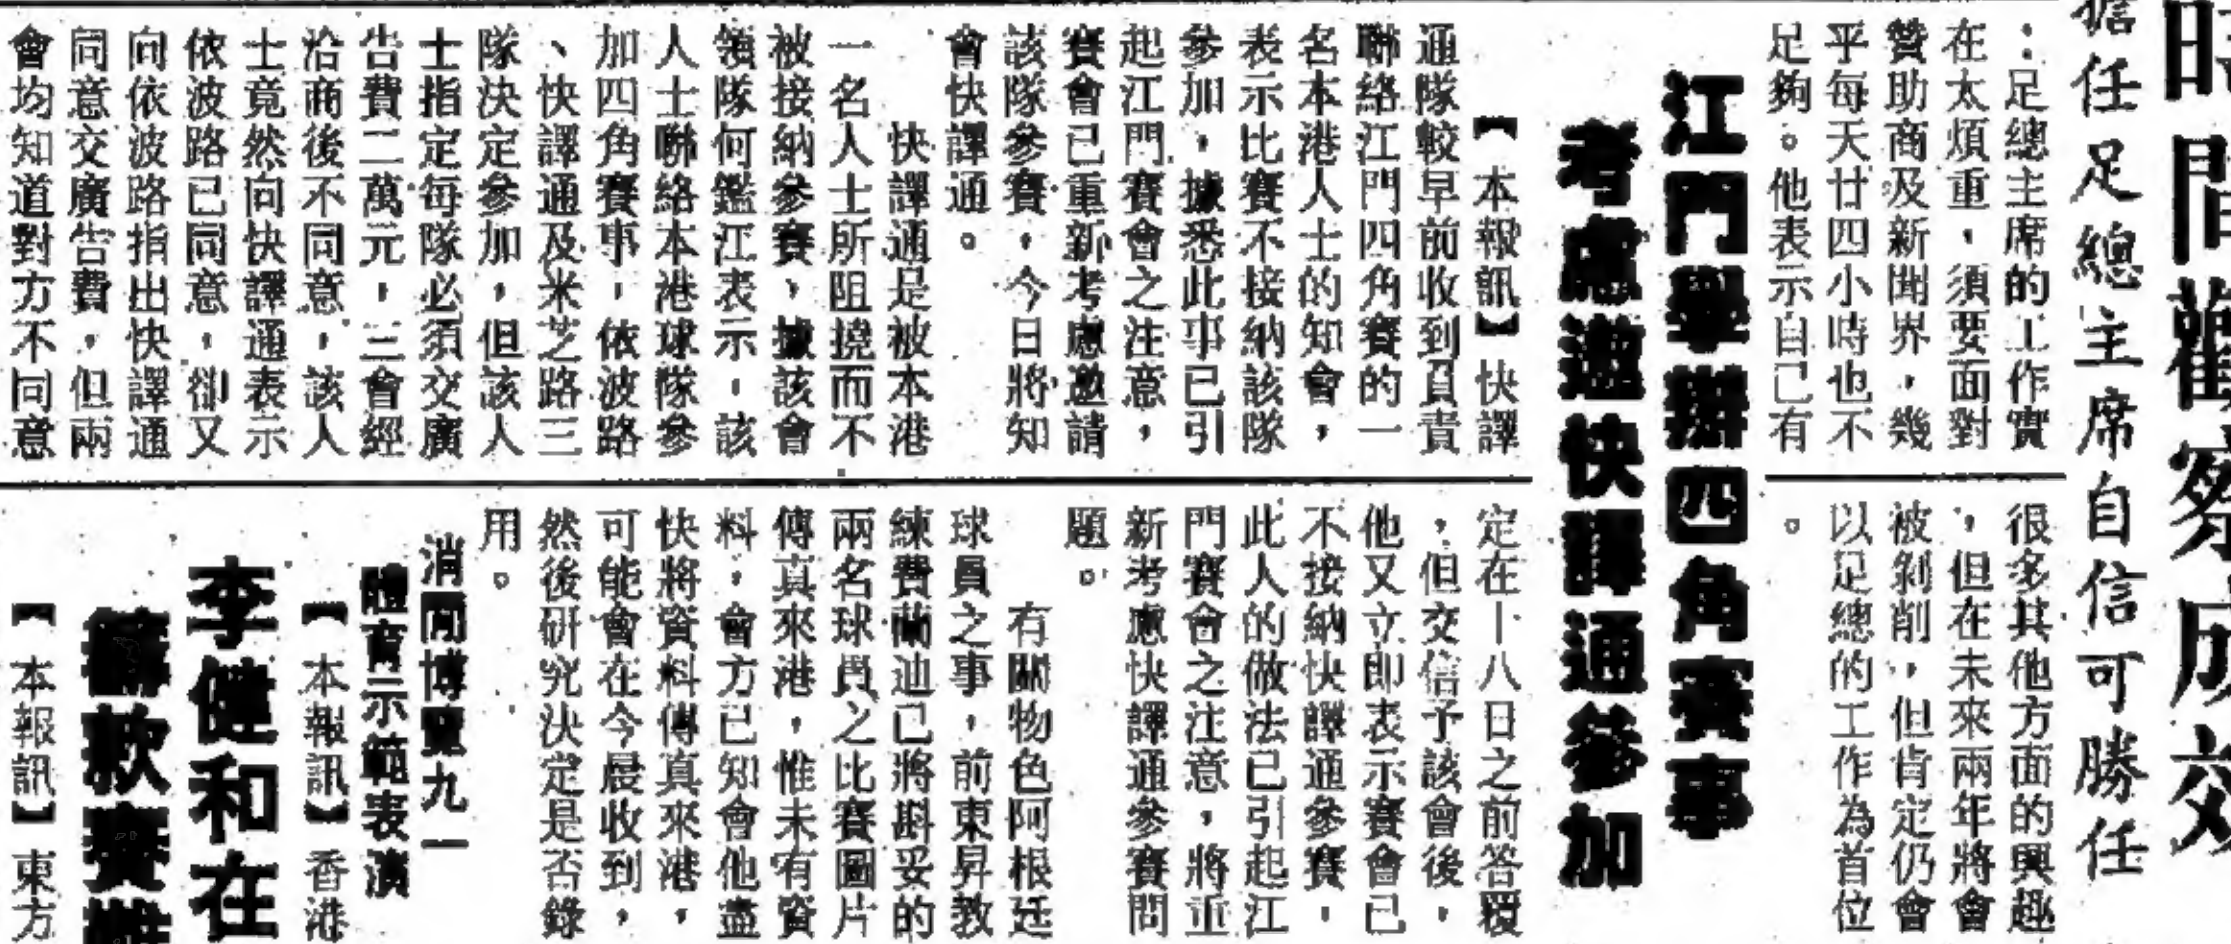 時間觀察成效
擔任足總主席自信可勝任
：足總主席的工作實
在太煩重，須要面對
贊助商及新聞界，幾
乎每天廿四小時也不
足夠。他表示自己有
很多其他方面的興趣
，但在未來兩年將會
被剝削，但肯定仍會
以足總的工作為首位
。
江門舉辦四角賽事
考慮邀快譯通參加
【本報訊】快譯
通隊較早前收到負責
聯絡江門四角賽的一
名本港人士的知會，
表示比賽不接納該隊
參加，據悉此事已引
起江門賽會之注意，
賽會已重新考慮邀請
該隊參賽，今日將知
會快譯通。
快譯通是被本港
一名人士所阻撓而不
被接納參賽，據該會
領隊何鑑江表示，該
人士聯絡本港球隊參
加四角賽事，依波路
、快譯通及米芝路三
隊決定參加，但該人
士指定每隊必須交廣
告費二萬元，三會經
洽商後不同意，該人
士竟然向快譯通表示
依波路已同意，卻又
向依波路指出快譯通
同意交廣告費，但兩
會均知道對方不同意
定在十八日之前答覆
，但交信予該會後，
他又立即表示賽會已
不接納快譯通參賽，
此人的做法已引起江
門賽會之注意，將重
新考慮快譯通參賽問
題。
有關物色阿根廷
球員之事，前東昇教
練費蘭迪已將斟妥的
兩名球員之比賽圖片
傳真來港，惟未有資
料，會方已知會他盡
快將資料傳真來港，
可能會在今晨收到，
然後研究決定是否錄
用。
消閒博覽九一
體育示範表演
【本報訊】香港
李健和在
籌款賽
【本報訊】東方